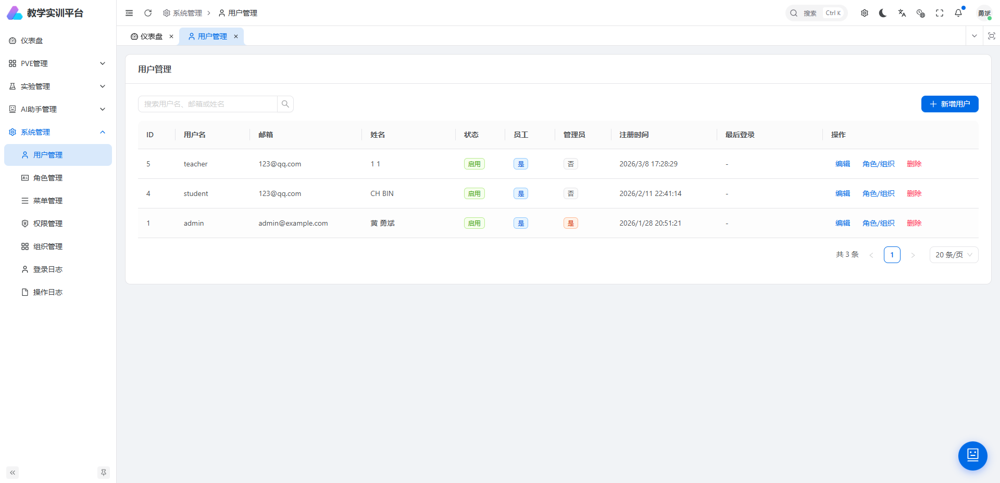 教学实训平台
系统管理
用户管理
搜索
Ctrl K
勇斌
仪表盘
用户管理
仪表盘
PVE管理
实验管理
AI助手管理
系统管理
用户管理
角色管理
菜单管理
权限管理
组织管理
登录日志
操作日志
用户管理
搜索用户名、邮箱或姓名
新增用户
ID 用户名 邮箱 姓名 状态 员工 管理员 注册时间 最后登录 操作
5 teacher 123@qq.com 1 1 启用 是 否 2026/3/8 17:28:29 - 编辑 角色/组织 删除
4 student 123@qq.com CH BIN 启用 是 否 2026/2/11 22:41:14 - 编辑 角色/组织 删除
1 admin admin@example.com 黄 勇斌 启用 是 是 2026/1/28 20:51:21 - 编辑 角色/组织 删除
共 3 条 1 20 条/页